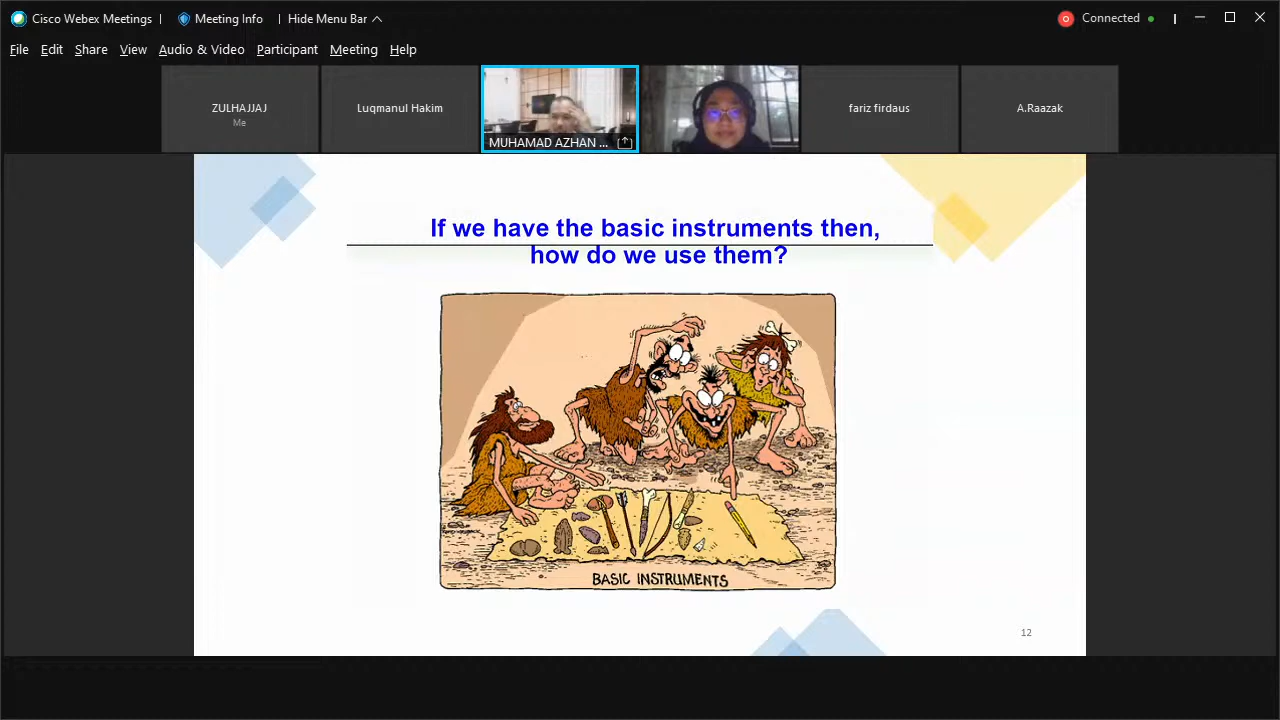 Cisco Webex Meetings | Meeting Info | Hide Menu Bar Connected
File Edit Share View Audio & Video Participant Meeting Help
ZULHAJJAJ
Me
Luqmanul Hakim
MUHAMAD AZHAN ...
fariz firdaus
A.Raazak
If we have the basic instruments then,
how do we use them?
BASIC INSTRUMENTS
12